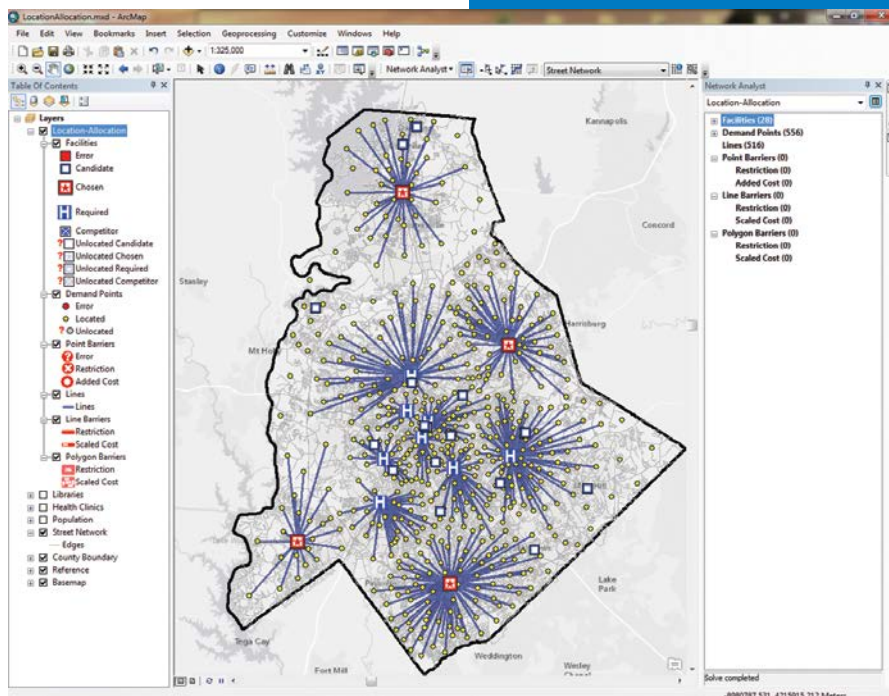 LocationAllocation.mxd - ArcMap
File Edit View Bookmarks Insert Selection Geoprocessing Customize Windows Help
1:325,000
Network Analyst
Street Network
Table Of Contents
Layers
Location-Allocation
Facilities
Error
Candidate
Chosen
Required
Competitor
Unlocated Candidate
Unlocated Chosen
Unlocated Required
Unlocated Competitor
Demand Points
Error
Located
Unlocated
Point Barriers
Error
Restriction
Added Cost
Lines
Lines
Line Barriers
Restriction
Scaled Cost
Polygon Barriers
Restriction
Scaled Cost
Libraries
Health Clinics
Population
Street Network
Edges
County Boundary
Reference
Basemap
Kannapolis
Concord
Stanley
Harrisburg
Mt Holly
Lake
Park
Tega Cay
Weddington
Fort Mill
Wesley
Chapel
Network Analyst
Location-Allocation
Facilities (28)
Demand Points (556)
Lines (516)
Point Barriers (0)
Restriction (0)
Added Cost (0)
Line Barriers (0)
Restriction (0)
Scaled Cost (0)
Polygon Barriers (0)
Restriction (0)
Scaled Cost (0)
Solve completed